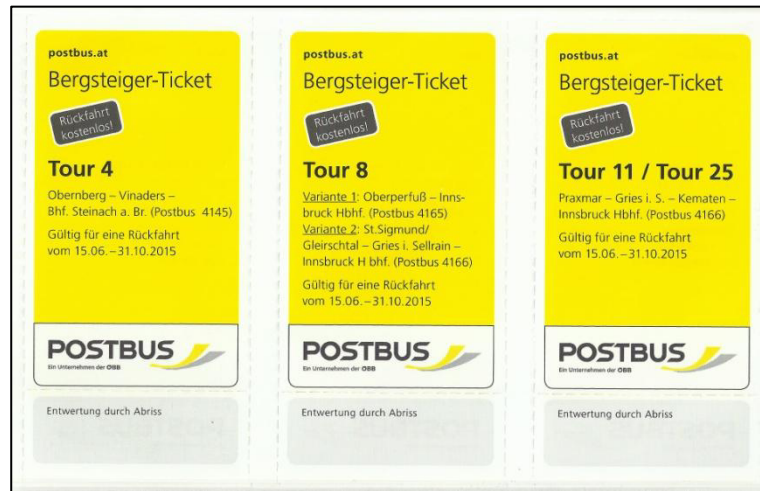 postbus.at
Bergsteiger-Ticket
Rückfahrt
kostenlos!
Tour 4
Obernberg – Vinaders –
Bhf. Steinach a. Br. (Postbus 4145)
Gültig für eine Rückfahrt
vom 15.06.–31.10.2015
POSTBUS
Ein Unternehmen der ÖBB
Entwertung durch Abriss
postbus.at
Bergsteiger-Ticket
Rückfahrt
kostenlos!
Tour 8
Variante 1: Oberperfuß – Inns-
bruck Hbhf. (Postbus 4165)
Variante 2: St.Sigmund/
Gleirschtal – Gries i. Sellrain –
Innsbruck H bhf. (Postbus 4166)
Gültig für eine Rückfahrt
vom 15.06.–31.10.2015
POSTBUS
Ein Unternehmen der ÖBB
Entwertung durch Abriss
postbus.at
Bergsteiger-Ticket
Rückfahrt
kostenlos!
Tour 11 / Tour 25
Praxmar – Gries i. S. – Kematen –
Innsbruck Hbhf. (Postbus 4166)
Gültig für eine Rückfahrt
vom 15.06.–31.10.2015
POSTBUS
Ein Unternehmen der ÖBB
Entwertung durch Abriss